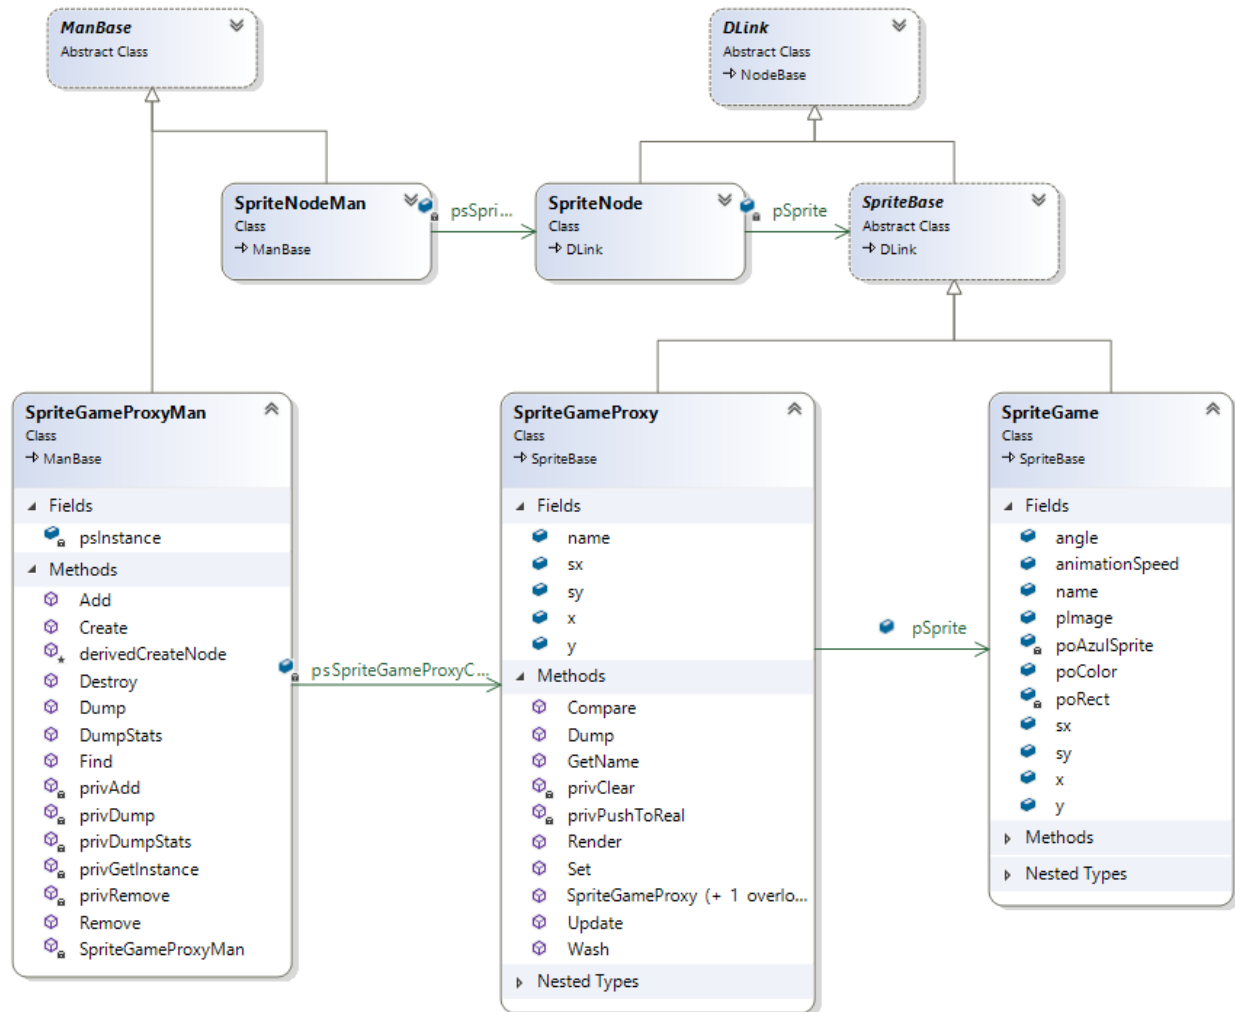 ManBase
Abstract Class
DLink
Abstract Class
NodeBase
SpriteNodeMan
Class
ManBase
psSpri...
SpriteNode
Class
DLink
pSprite
SpriteBase
Abstract Class
DLink
SpriteGameProxyMan
Class
ManBase
Fields
psInstance
Methods
Add
Create
derivedCreateNode
Destroy
Dump
DumpStats
Find
privAdd
privDump
privDumpStats
privGetInstance
privRemove
Remove
SpriteGameProxyMan
psSpriteGameProxyC...
SpriteGameProxy
Class
SpriteBase
Fields
name
sx
sy
x
y
Methods
Compare
Dump
GetName
privClear
privPushToReal
Render
Set
SpriteGameProxy (+ 1 overlo...
Update
Wash
Nested Types
pSprite
SpriteGame
Class
SpriteBase
Fields
angle
animationSpeed
name
pImage
poAzulSprite
poColor
poRect
sx
sy
x
y
Methods
Nested Types